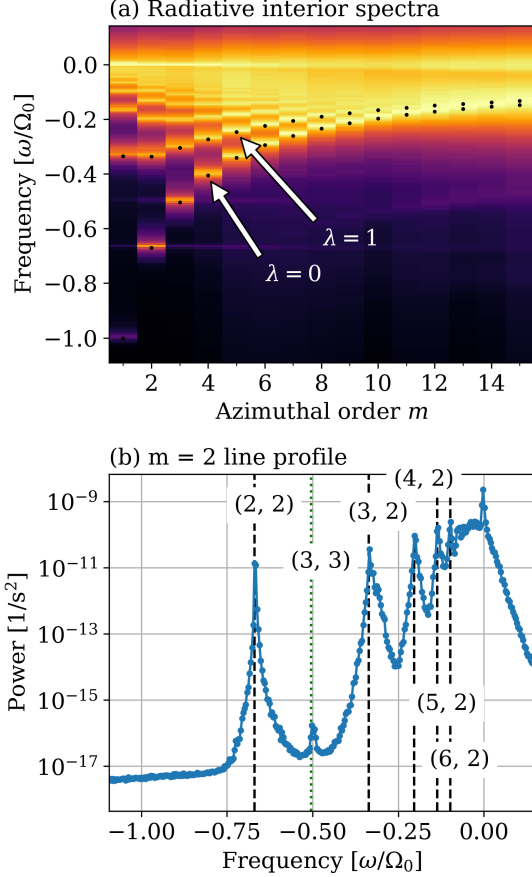 (a) Radiative interior spectra
0.0
−0.2
−0.4
−0.6
−0.8
−1.0
Frequency [ω/Ω₀]
λ = 1
λ = 0
2 4 6 8 10 12 14
Azimuthal order m
(b) m = 2 line profile
(4, 2)
(2, 2)
(3, 2)
(3, 3)
(5, 2)
(6, 2)
10⁻⁹
10⁻¹¹
10⁻¹³
10⁻¹⁵
10⁻¹⁷
Power [1/s²]
−1.00 −0.75 −0.50 −0.25 0.00
Frequency [ω/Ω₀]